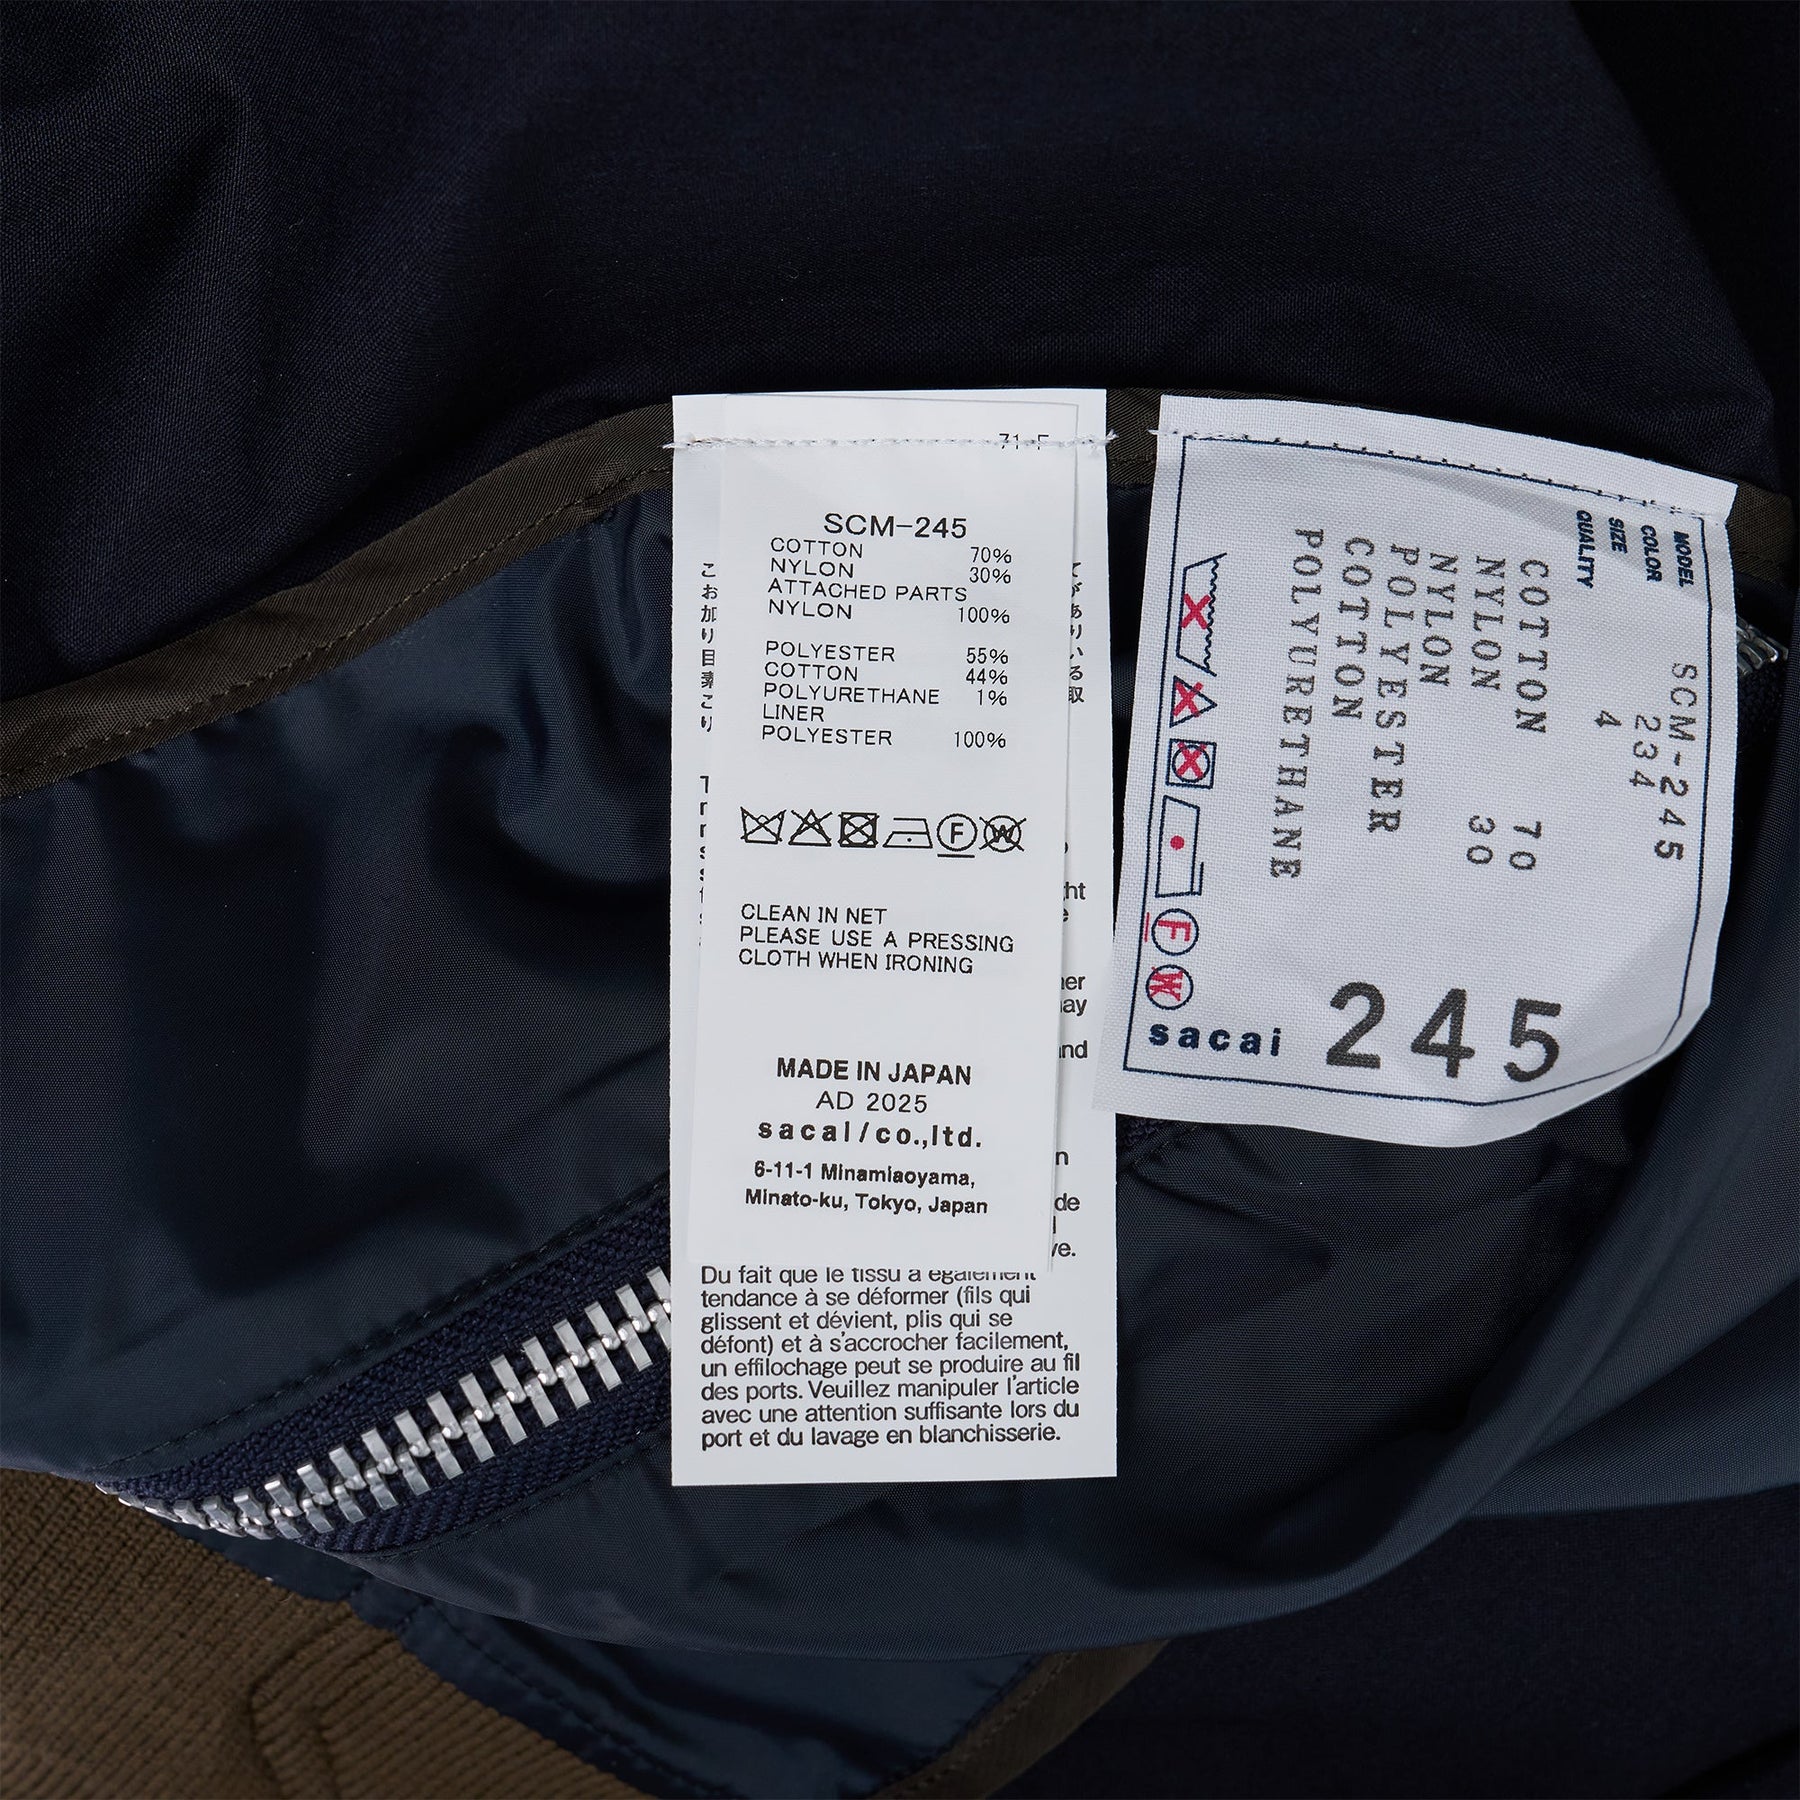 SCM-245
COTTON 70%
NYLON 30%
ATTACHED PARTS
NYLON 100%
POLYESTER 55%
COTTON 44%
POLYURETHANE 1%
LINER
POLYESTER 100%
F W
CLEAN IN NET
PLEASE USE A PRESSING
CLOTH WHEN IRONING
MADE IN JAPAN
AD 2025
sacai/co.,ltd.
6-11-1 Minamiaoyama,
Minato-ku, Tokyo, Japan
Du fait que le tissu a également
tendance à se déformer (fils qui
glissent et dévient, plis qui se
défont) et à s'accrocher facilement,
un effilochage peut se produire au fil
des ports. Veuillez manipuler l'article
avec une attention suffisante lors du
port et du lavage en blanchisserie.
MODEL SCM-245
COLOR 234
SIZE 4
QUALITY
COTTON 70
NYLON 30
NYLON
POLYESTER
COTTON
POLYURETHANE
F
W
sacai 245